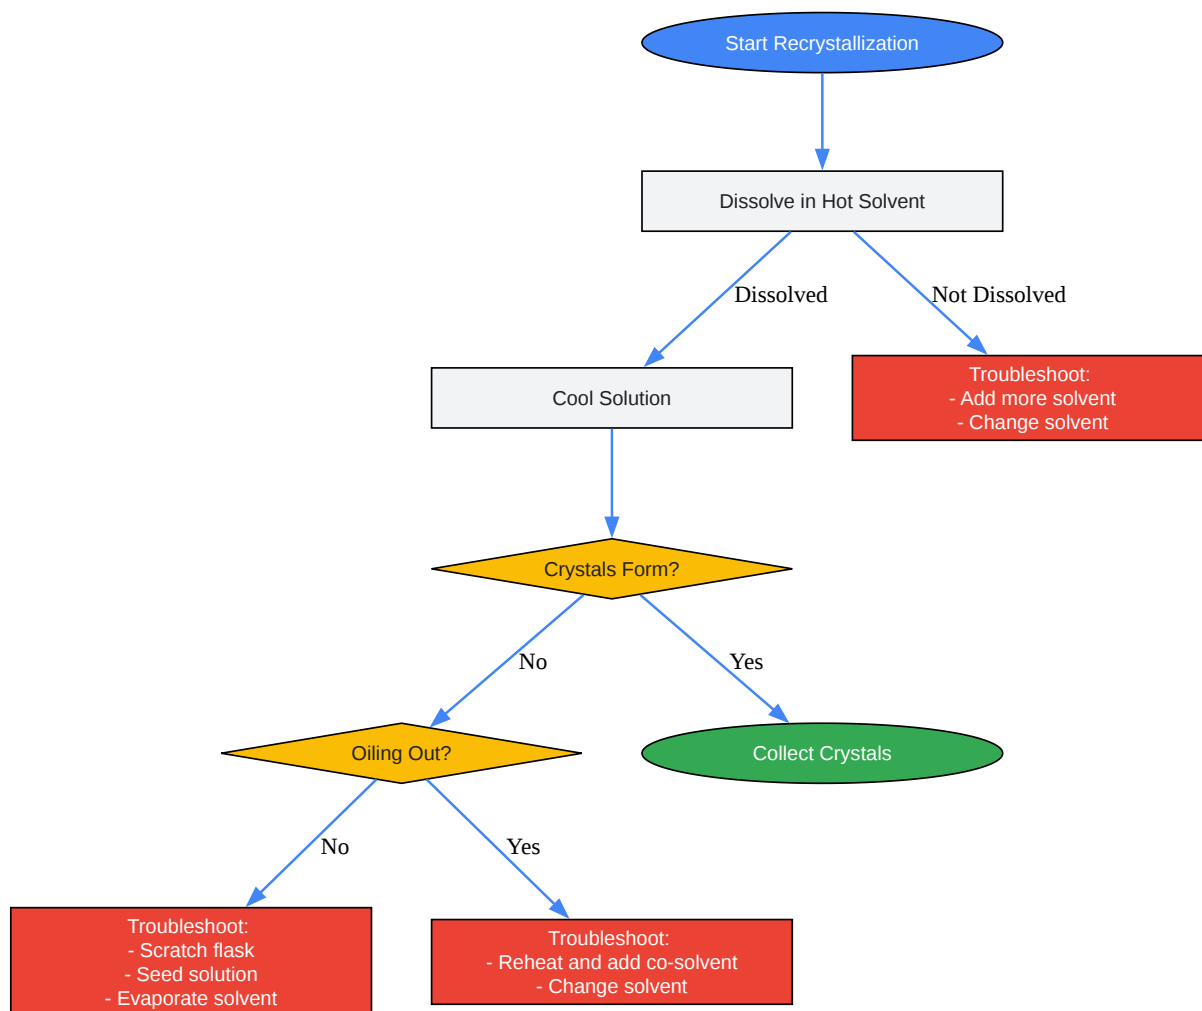 Start Recrystallization
Dissolve in Hot Solvent
Dissolved
Not Dissolved
Troubleshoot:
- Add more solvent
- Change solvent
Cool Solution
Crystals Form?
No
Yes
Oiling Out?
Collect Crystals
No
Yes
Troubleshoot:
- Scratch flask
- Seed solution
- Evaporate solvent
Troubleshoot:
- Reheat and add co-solvent
- Change solvent